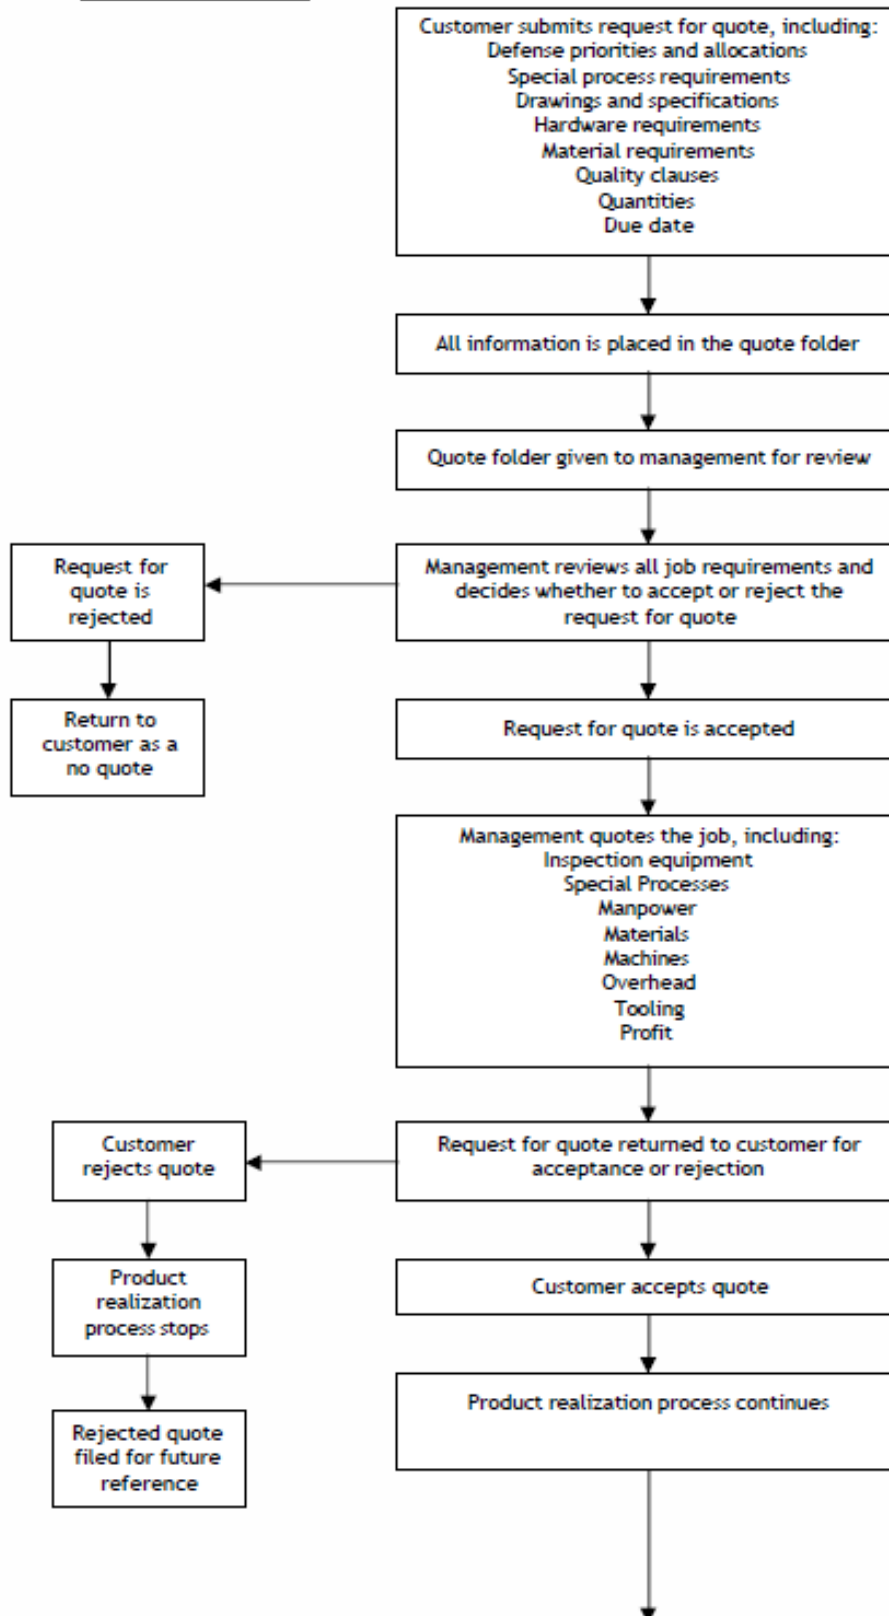 Customer submits request for quote, including:
Defense priorities and allocations
Special process requirements
Drawings and specifications
Hardware requirements
Material requirements
Quality clauses
Quantities
Due date
All information is placed in the quote folder
Quote folder given to management for review
Request for
quote is
rejected
Management reviews all job requirements and
decides whether to accept or reject the
request for quote
Return to
customer as a
no quote
Request for quote is accepted
Management quotes the job, including:
Inspection equipment
Special Processes
Manpower
Materials
Machines
Overhead
Tooling
Profit
Customer
rejects quote
Request for quote returned to customer for
acceptance or rejection
Product
realization
process stops
Customer accepts quote
Rejected quote
filed for future
reference
Product realization process continues